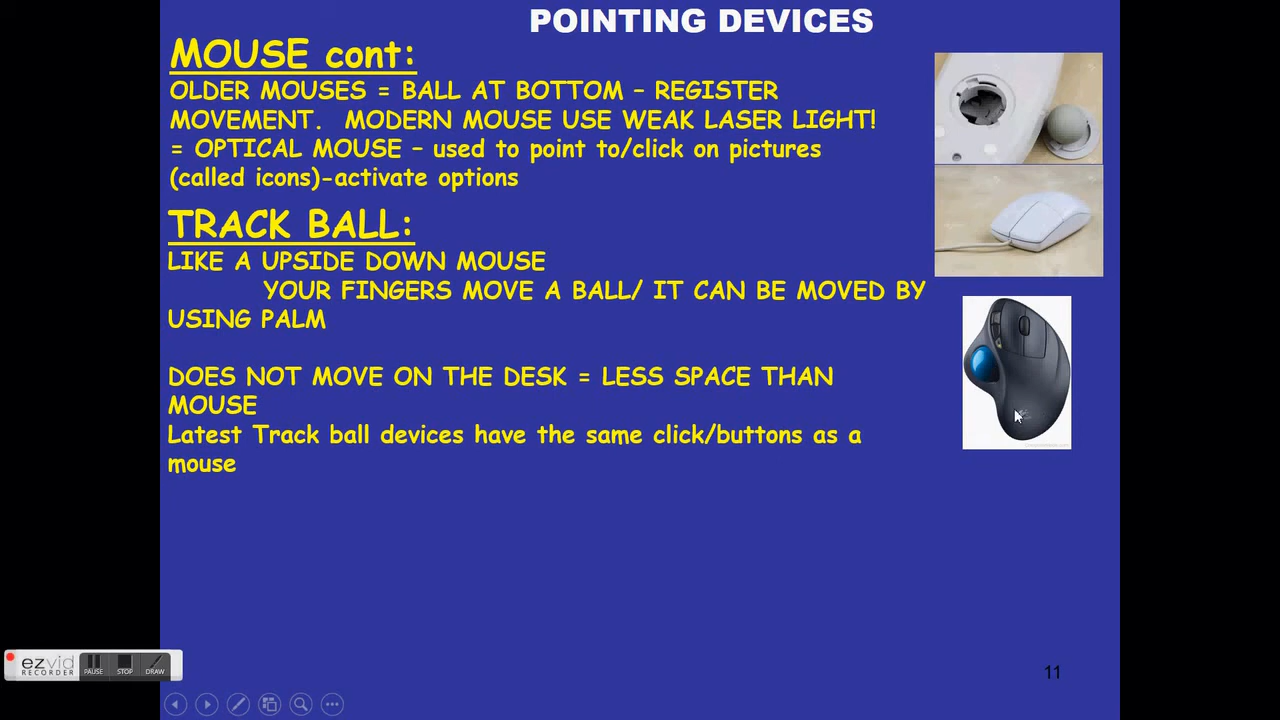 POINTING DEVICES
MOUSE cont:
OLDER MOUSES = BALL AT BOTTOM – REGISTER
MOVEMENT. MODERN MOUSE USE WEAK LASER LIGHT!
= OPTICAL MOUSE – used to point to/click on pictures
(called icons)-activate options
TRACK BALL:
LIKE A UPSIDE DOWN MOUSE
YOUR FINGERS MOVE A BALL/ IT CAN BE MOVED BY
USING PALM
DOES NOT MOVE ON THE DESK = LESS SPACE THAN
MOUSE
Latest Track ball devices have the same click/buttons as a
mouse
ezvid
RECORDER
PAUSE
STOP
DRAW
11